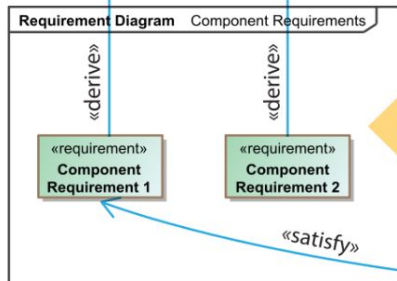 Requirement Diagram Component Requirements
«derive»
«derive»
«requirement»
Component
Requirement 1
«requirement»
Component
Requirement 2
«satisfy»